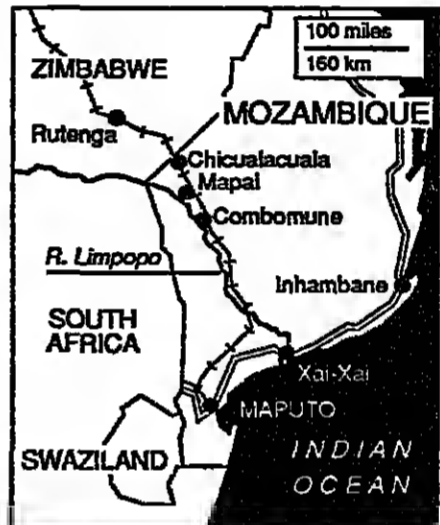 100 miles
160 km
ZIMBABWE
MOZAMBIQUE
Rutenga
Chicualacuala
Mapai
Combomune
R. Limpopo
Inhambane
SOUTH
AFRICA
Xai-Xai
MAPUTO
SWAZILAND
INDIAN
OCEAN